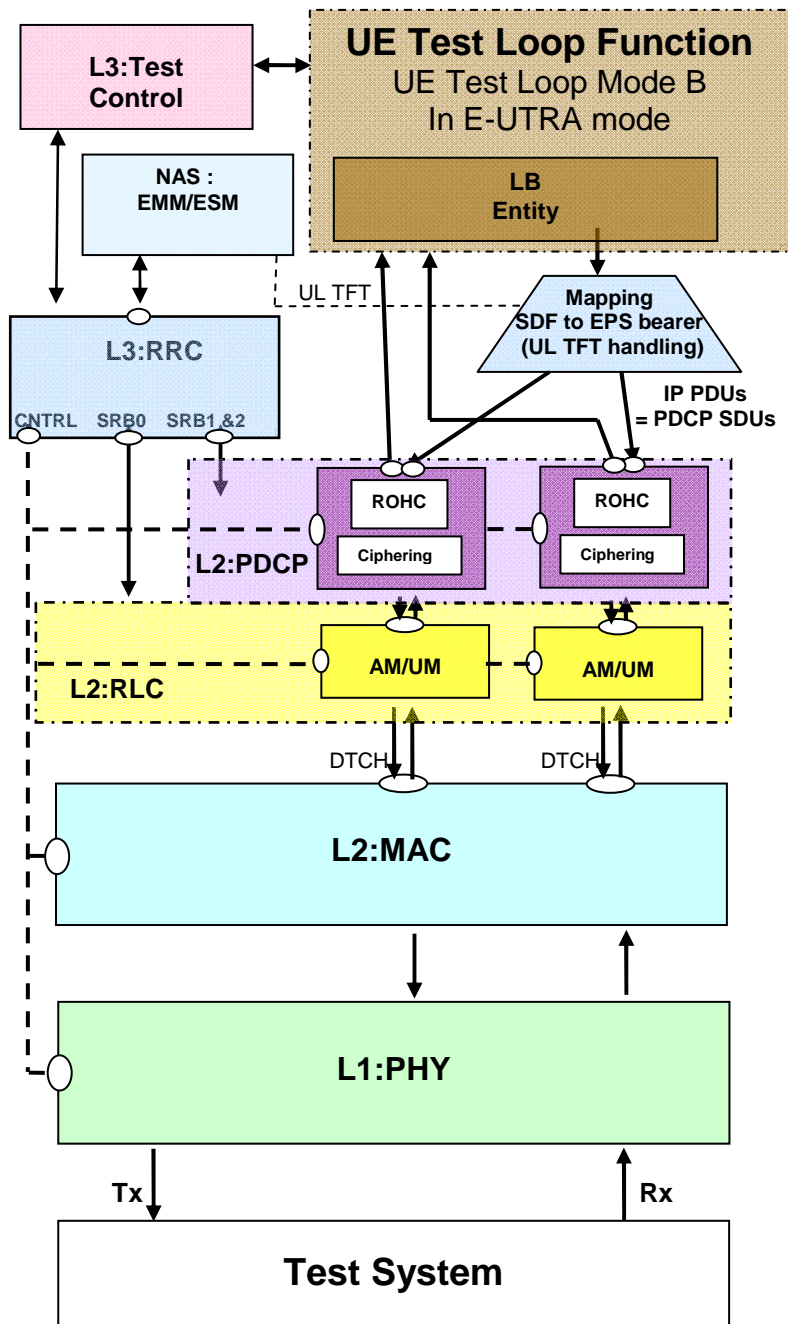 L3:Test
Control
UE Test Loop Function
UE Test Loop Mode B
In E-UTRA mode
NAS :
EMM/ESM
LB
Entity
UL TFT
Mapping
SDF to EPS bearer
(UL TFT handling)
L3:RRC
CNTRL SRB0 SRB1 &2
IP PDUs
= PDCP SDUs
ROHC
Ciphering
ROHC
Ciphering
L2:PDCP
AM/UM
AM/UM
L2:RLC
DTCH
DTCH
L2:MAC
L1:PHY
Tx
Rx
Test System